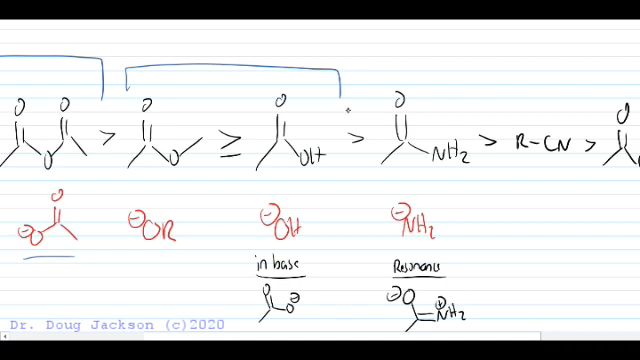 O O O O O O
O > O ≥ OH > NH₂ > R-CN >
O
⊖O ⊖OR ⊖OH ⊖NH₂
in base Resonance
O O⊖ ⊖O ⊕NH₂
Dr. Doug Jackson (c)2020